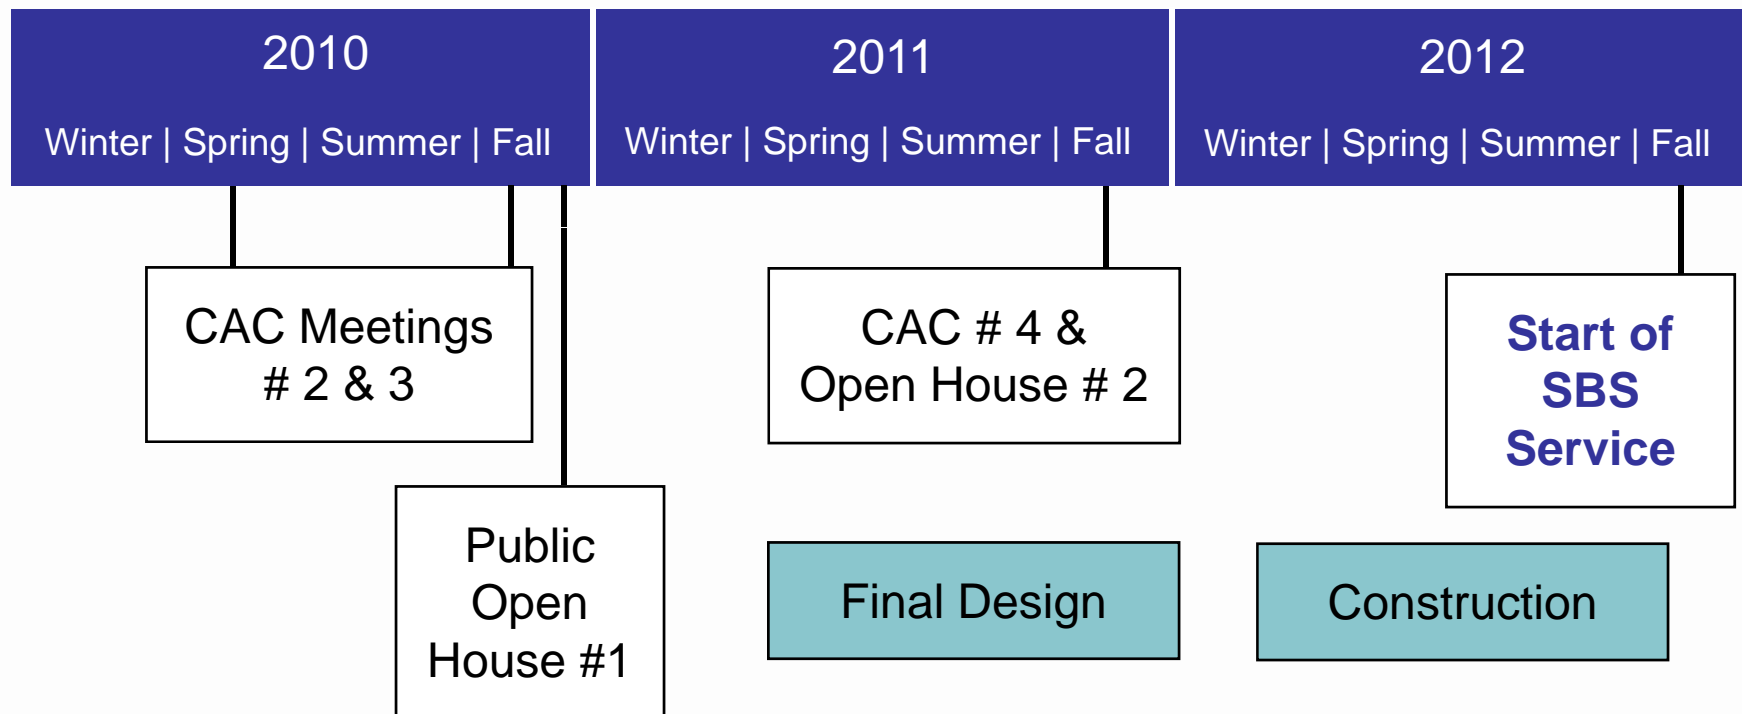 2010
Winter | Spring | Summer | Fall
2011
Winter | Spring | Summer | Fall
2012
Winter | Spring | Summer | Fall
CAC Meetings
# 2 & 3
CAC # 4 &
Open House # 2
Start of
SBS
Service
Public
Open
House #1
Final Design
Construction